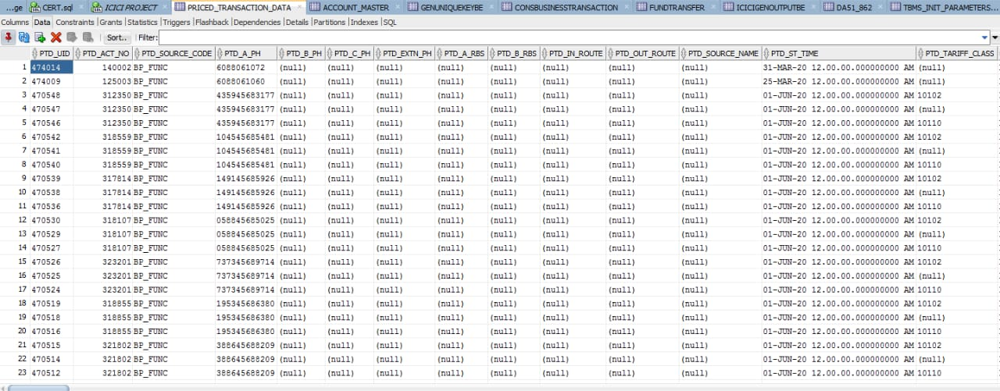 ...ge CERT.sql ICICI PROJECT PRICED_TRANSACTION_DATA ACCOUNT_MASTER GENUNIQUEKEYBE CONSBUSINESSTRANSACTION FUNDTRANSFER ICICIGENOUTPUTBE DA51_862 TBMS_INIT_PARAMETERS...
Columns Data Constraints Grants Statistics Triggers Flashback Dependencies Details Partitions Indexes SQL
Sort.. Filter:
PTD_UID PTD_ACT_NO PTD_SOURCE_CODE PTD_A_PH PTD_B_PH PTD_C_PH PTD_EXTN_PH PTD_A_RBS PTD_B_RBS PTD_IN_ROUTE PTD_OUT_ROUTE PTD_SOURCE_NAME PTD_ST_TIME PTD_TARIFF_CLASS
1 474014 140002 BP_FUNC 6088061072 (null) (null) (null) (null) (null) (null) (null) (null) 31-MAR-20 12.00.00.000000000 AM (null)
2 474009 125003 BP_FUNC 6088061060 (null) (null) (null) (null) (null) (null) (null) (null) 25-MAR-20 12.00.00.000000000 AM (null)
3 470548 312350 BP_FUNC 435945683177 (null) (null) (null) (null) (null) (null) (null) (null) 01-JUN-20 12.00.00.000000000 AM 10102
4 470547 312350 BP_FUNC 435945683177 (null) (null) (null) (null) (null) (null) (null) (null) 01-JUN-20 12.00.00.000000000 AM (null)
5 470546 312350 BP_FUNC 435945683177 (null) (null) (null) (null) (null) (null) (null) (null) 01-JUN-20 12.00.00.000000000 AM 10110
6 470542 318559 BP_FUNC 104545685481 (null) (null) (null) (null) (null) (null) (null) (null) 01-JUN-20 12.00.00.000000000 AM 10102
7 470541 318559 BP_FUNC 104545685481 (null) (null) (null) (null) (null) (null) (null) (null) 01-JUN-20 12.00.00.000000000 AM (null)
8 470540 318559 BP_FUNC 104545685481 (null) (null) (null) (null) (null) (null) (null) (null) 01-JUN-20 12.00.00.000000000 AM 10110
9 470539 317814 BP_FUNC 149145685926 (null) (null) (null) (null) (null) (null) (null) (null) 01-JUN-20 12.00.00.000000000 AM 10102
10 470538 317814 BP_FUNC 149145685926 (null) (null) (null) (null) (null) (null) (null) (null) 01-JUN-20 12.00.00.000000000 AM (null)
11 470536 317814 BP_FUNC 149145685926 (null) (null) (null) (null) (null) (null) (null) (null) 01-JUN-20 12.00.00.000000000 AM 10110
12 470530 318107 BP_FUNC 058845685025 (null) (null) (null) (null) (null) (null) (null) (null) 01-JUN-20 12.00.00.000000000 AM 10102
13 470529 318107 BP_FUNC 058845685025 (null) (null) (null) (null) (null) (null) (null) (null) 01-JUN-20 12.00.00.000000000 AM (null)
14 470527 318107 BP_FUNC 058845685025 (null) (null) (null) (null) (null) (null) (null) (null) 01-JUN-20 12.00.00.000000000 AM 10110
15 470526 323201 BP_FUNC 737345689714 (null) (null) (null) (null) (null) (null) (null) (null) 01-JUN-20 12.00.00.000000000 AM 10102
16 470525 323201 BP_FUNC 737345689714 (null) (null) (null) (null) (null) (null) (null) (null) 01-JUN-20 12.00.00.000000000 AM (null)
17 470524 323201 BP_FUNC 737345689714 (null) (null) (null) (null) (null) (null) (null) (null) 01-JUN-20 12.00.00.000000000 AM 10110
18 470519 318855 BP_FUNC 195345686380 (null) (null) (null) (null) (null) (null) (null) (null) 01-JUN-20 12.00.00.000000000 AM 10102
19 470518 318855 BP_FUNC 195345686380 (null) (null) (null) (null) (null) (null) (null) (null) 01-JUN-20 12.00.00.000000000 AM (null)
20 470516 318855 BP_FUNC 195345686380 (null) (null) (null) (null) (null) (null) (null) (null) 01-JUN-20 12.00.00.000000000 AM 10110
21 470515 321802 BP_FUNC 388645688209 (null) (null) (null) (null) (null) (null) (null) (null) 01-JUN-20 12.00.00.000000000 AM 10102
22 470514 321802 BP_FUNC 388645688209 (null) (null) (null) (null) (null) (null) (null) (null) 01-JUN-20 12.00.00.000000000 AM (null)
23 470512 321802 BP_FUNC 388645688209 (null) (null) (null) (null) (null) (null) (null) (null) 01-JUN-20 12.00.00.000000000 AM 10110